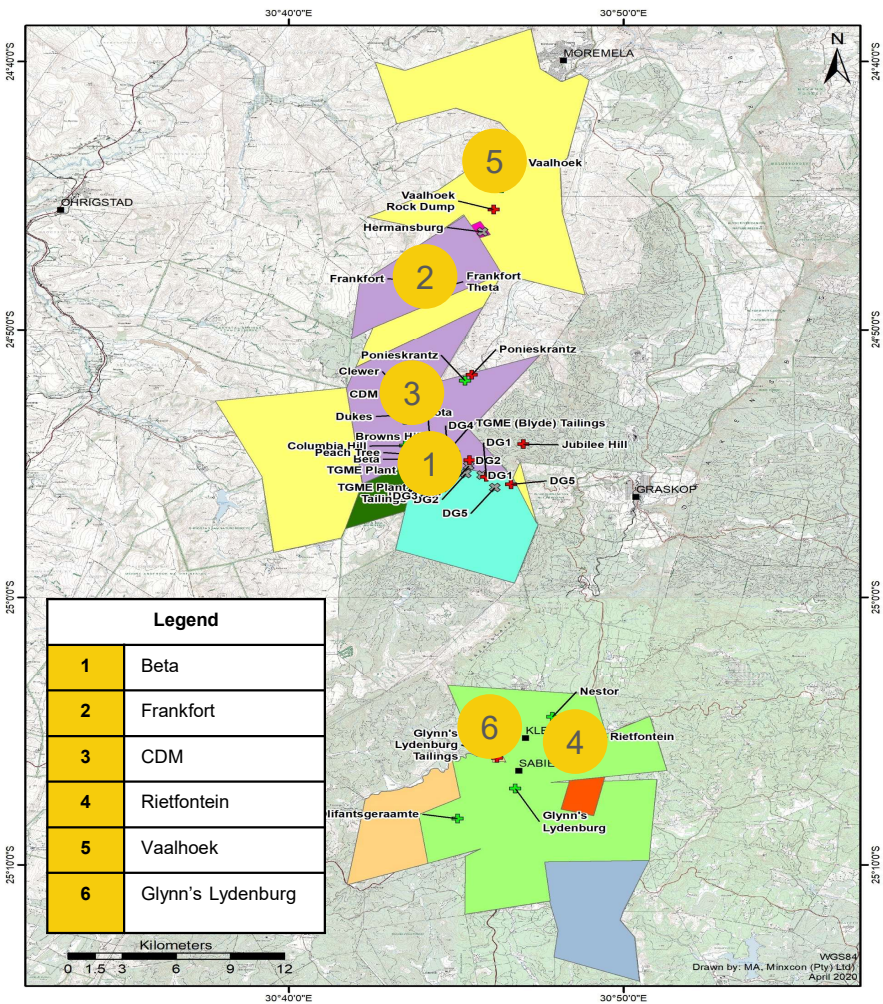 30°40'0"E
30°50'0"E
N
24°40'0"S
24°40'0"S
MOREMELA
5
Vaalhoek
Vaalhoek
Rock Dump
OHRIGSTAD
Hermansburg
Frankfort
2
Frankfort
Theta
24°50'0"S
24°50'0"S
Ponieskrantz
Ponieskrantz
Clewer
CDM
3
Dukes
ota
DG4
TGME (Blyde) Tailings
Browns Hi
Columbia Hill
DG1
Jubilee Hill
Peach Tree
Beta
1
DG2
TGME Plant
DG1
DG5
TGME Plant
Tailings
DG3
DG2
GRASKOP
DG5
25°0'0"S
25°0'0"S
Legend
1 Beta
2 Frankfort
3 CDM
4 Rietfontein
5 Vaalhoek
6 Glynn's Lydenburg
Nestor
6
Glynn's
Lydenburg
Tailings
KLE
4
Rietfontein
SABIE
lifantsgeraamte
Glynn's
Lydenburg
25°10'0"S
25°10'0"S
Kilometers
0 1.5 3 6 9 12
WGS84
Drawn by: MA, Minxcon (Pty) Ltd)
April 2020
30°40'0"E
30°50'0"E